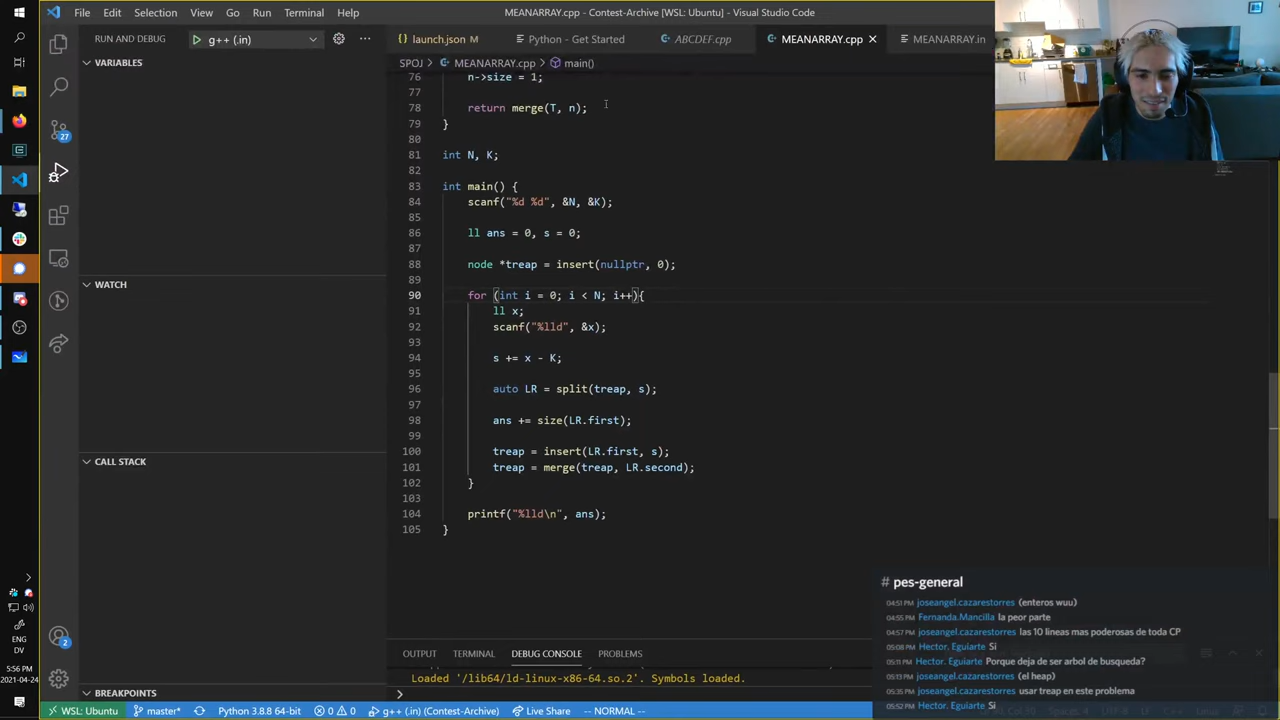 File Edit Selection View Go Run Terminal Help
MEANARRAY.cpp - Contest-Archive [WSL: Ubuntu] - Visual Studio Code
RUN AND DEBUG
g++ (.in)
launch.json M
Python - Get Started
ABCDEF.cpp
MEANARRAY.cpp
MEANARRAY.in
SPOJ > MEANARRAY.cpp > main()
VARIABLES
WATCH
CALL STACK
BREAKPOINTS
27
2
76 n->size = 1;
77
78 return merge(T, n);
79 }
80
81 int N, K;
82
83 int main() {
84 scanf("%d %d", &N, &K);
85
86 ll ans = 0, s = 0;
87
88 node *treap = insert(nullptr, 0);
89
90 for (int i = 0; i < N; i++){
91 ll x;
92 scanf("%lld", &x);
93
94 s += x - K;
95
96 auto LR = split(treap, s);
97
98 ans += size(LR.first);
99
100 treap = insert(LR.first, s);
101 treap = merge(treap, LR.second);
102 }
103
104 printf("%lld\n", ans);
105 }
# pes-general
04:51 PM joseangel.cazarestorres (enteros wuu)
04:55 PM Fernanda.Mancilla la peor parte
04:57 PM joseangel.cazarestorres las 10 lineas mas poderosas de toda CP
05:08 PM Hector. Eguiarte Si
05:11 PM Hector. Eguiarte Porque deja de ser arbol de busqueda?
05:13 PM joseangel.cazarestorres (el heap)
05:35 PM joseangel.cazarestorres usar treap en este problema
05:52 PM Hector. Eguiarte Si
OUTPUT TERMINAL DEBUG CONSOLE PROBLEMS
Loaded '/lib64/ld-linux-x86-64.so.2'. Symbols loaded.
>
ENG
DV
5:56 PM
2021-04-24
WSL: Ubuntu master* Python 3.8.8 64-bit 0 0 g++ (.in) (Contest-Archive) Live Share -- NORMAL --